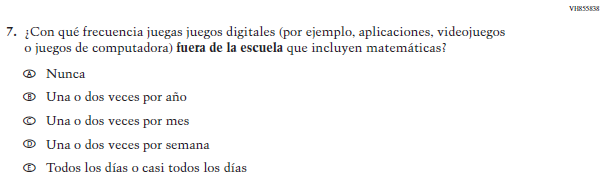 VH855838
7. ¿Con qué frecuencia juegas juegos digitales (por ejemplo, aplicaciones, videojuegos
o juegos de computadora) fuera de la escuela que incluyen matemáticas?
A Nunca
B Una o dos veces por año
C Una o dos veces por mes
D Una o dos veces por semana
E Todos los días o casi todos los días